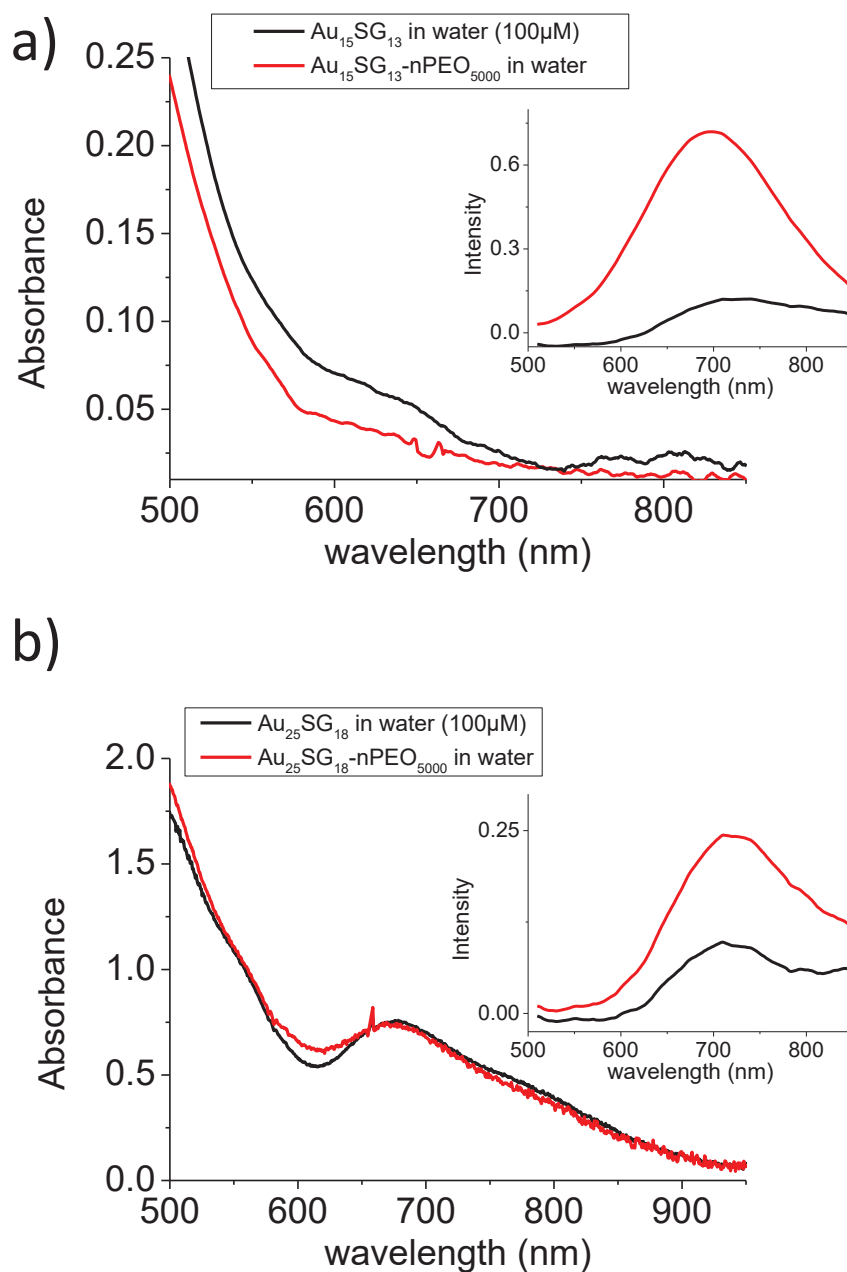 a)
Au₁₅SG₁₃ in water (100µM)
Au₁₅SG₁₃-nPEO₅₀₀₀ in water
0.25
0.20
0.15
0.10
0.05
Absorbance
500 600 700 800
wavelength (nm)
0.6
0.3
0.0
Intensity
500 600 700 800
wavelength (nm)
b)
Au₂₅SG₁₈ in water (100µM)
Au₂₅SG₁₈-nPEO₅₀₀₀ in water
2.0
1.5
1.0
0.5
0.0
Absorbance
500 600 700 800 900
wavelength (nm)
0.25
0.00
Intensity
500 600 700 800
wavelength (nm)